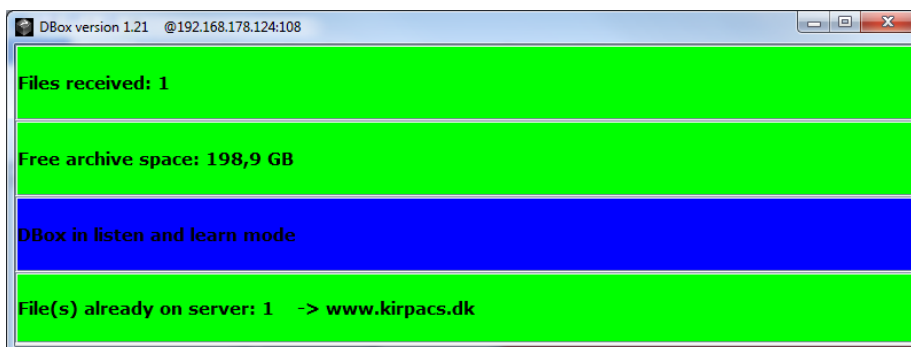 DBox version 1.21 @192.168.178.124:108
Files received: 1
Free archive space: 198,9 GB
DBox in listen and learn mode
File(s) already on server: 1 -> www.kirpacs.dk